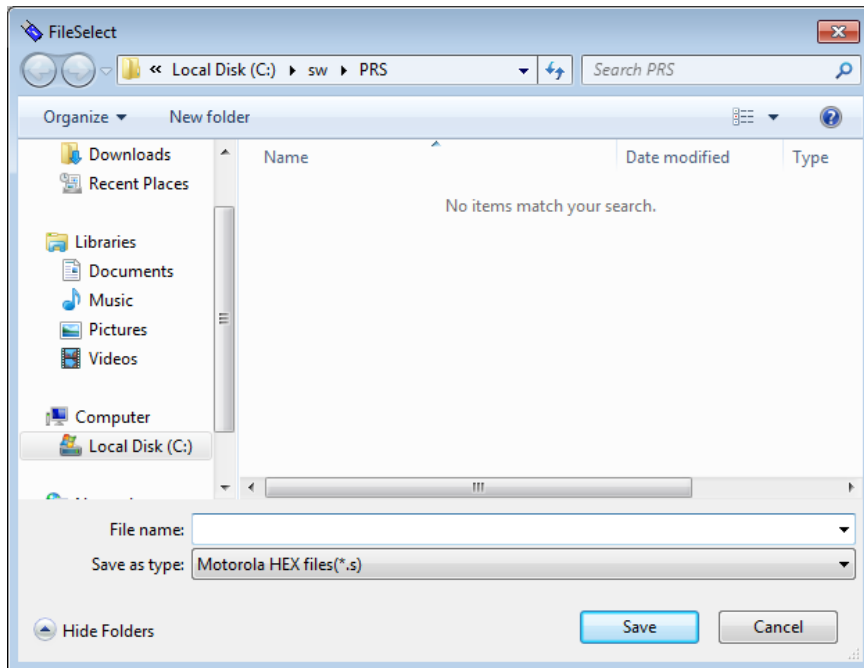 FileSelect
« Local Disk (C:) ▸ sw ▸ PRS
Search PRS
Organize
New folder
Name
Date modified
Type
No items match your search.
Downloads
Recent Places
Libraries
Documents
Music
Pictures
Videos
Computer
Local Disk (C:)
File name:
Save as type: Motorola HEX files(*.s)
Hide Folders
Save
Cancel